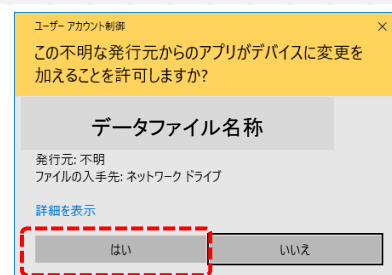 ユーザー アカウント制御
この不明な発行元からのアプリがデバイスに変更を
加えることを許可しますか?
データファイル名称
発行元: 不明
ファイルの入手先: ネットワーク ドライブ
詳細を表示
はい
いいえ